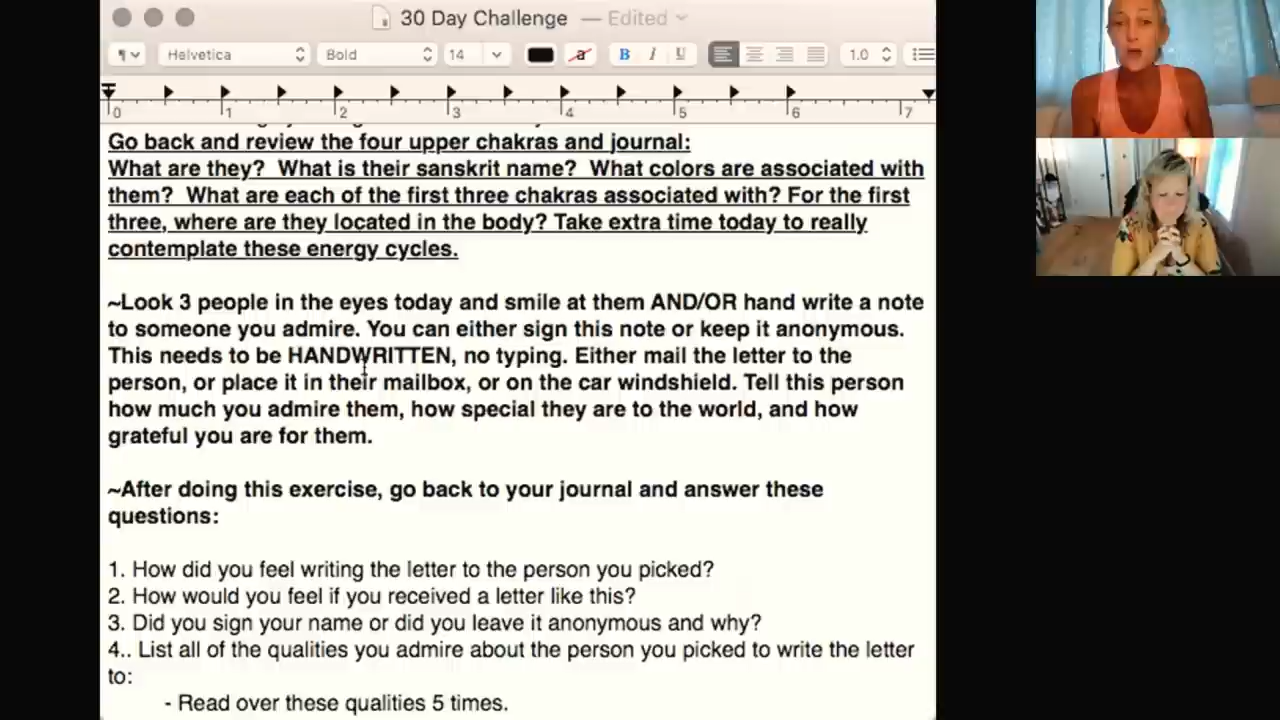 30 Day Challenge — Edited
Helvetica Bold 14 B I U 1.0
0 1 2 3 4 5 6 7
Go back and review the four upper chakras and journal:
What are they? What is their sanskrit name? What colors are associated with
them? What are each of the first three chakras associated with? For the first
three, where are they located in the body? Take extra time today to really
contemplate these energy cycles.
~Look 3 people in the eyes today and smile at them AND/OR hand write a note
to someone you admire. You can either sign this note or keep it anonymous.
This needs to be HANDWRITTEN, no typing. Either mail the letter to the
person, or place it in their mailbox, or on the car windshield. Tell this person
how much you admire them, how special they are to the world, and how
grateful you are for them.
~After doing this exercise, go back to your journal and answer these
questions:
1. How did you feel writing the letter to the person you picked?
2. How would you feel if you received a letter like this?
3. Did you sign your name or did you leave it anonymous and why?
4.. List all of the qualities you admire about the person you picked to write the letter
to:
- Read over these qualities 5 times.